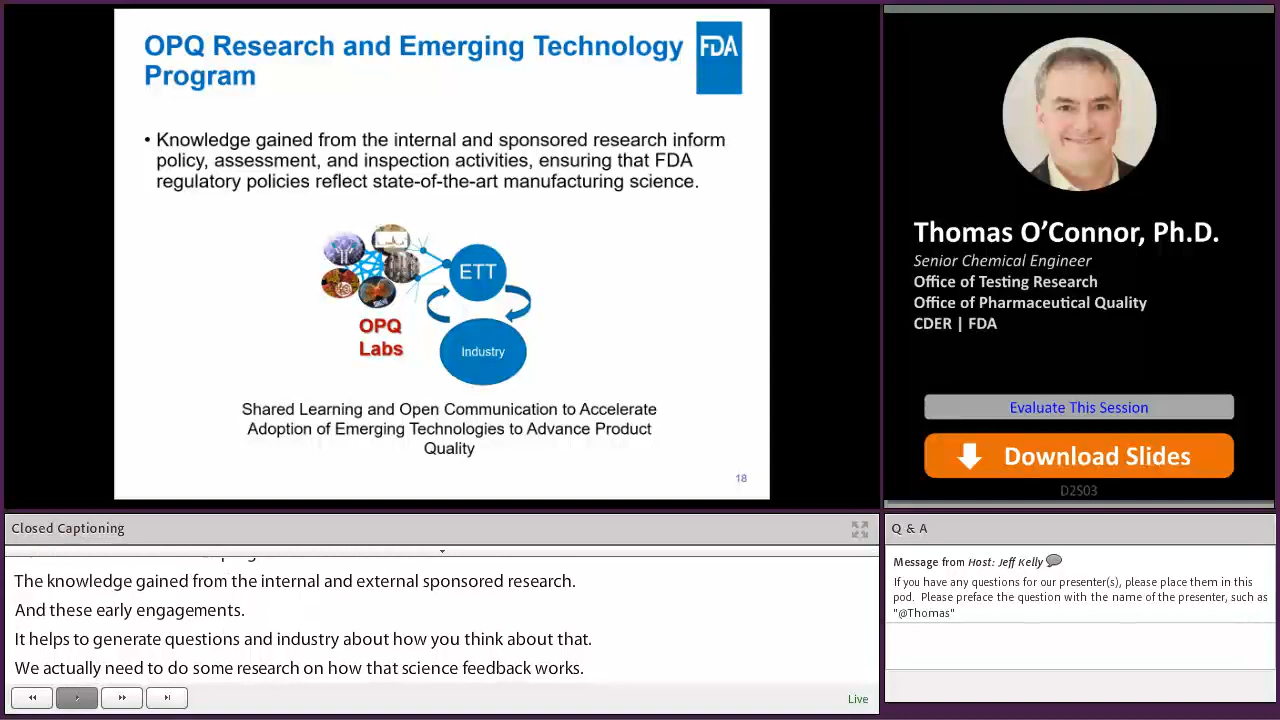 OPQ Research and Emerging Technology
Program
FDA
• Knowledge gained from the internal and sponsored research inform
policy, assessment, and inspection activities, ensuring that FDA
regulatory policies reflect state-of-the-art manufacturing science.
ETT
OPQ
Labs
Industry
Shared Learning and Open Communication to Accelerate
Adoption of Emerging Technologies to Advance Product
Quality
18
Thomas O’Connor, Ph.D.
Senior Chemical Engineer
Office of Testing Research
Office of Pharmaceutical Quality
CDER | FDA
Evaluate This Session
Download Slides
D2S03
Closed Captioning
The knowledge gained from the internal and external sponsored research.
And these early engagements.
It helps to generate questions and industry about how you think about that.
We actually need to do some research on how that science feedback works.
Live
Q & A
Message from Host: Jeff Kelly
If you have any questions for our presenter(s), please place them in this
pod. Please preface the question with the name of the presenter, such as
"@Thomas"